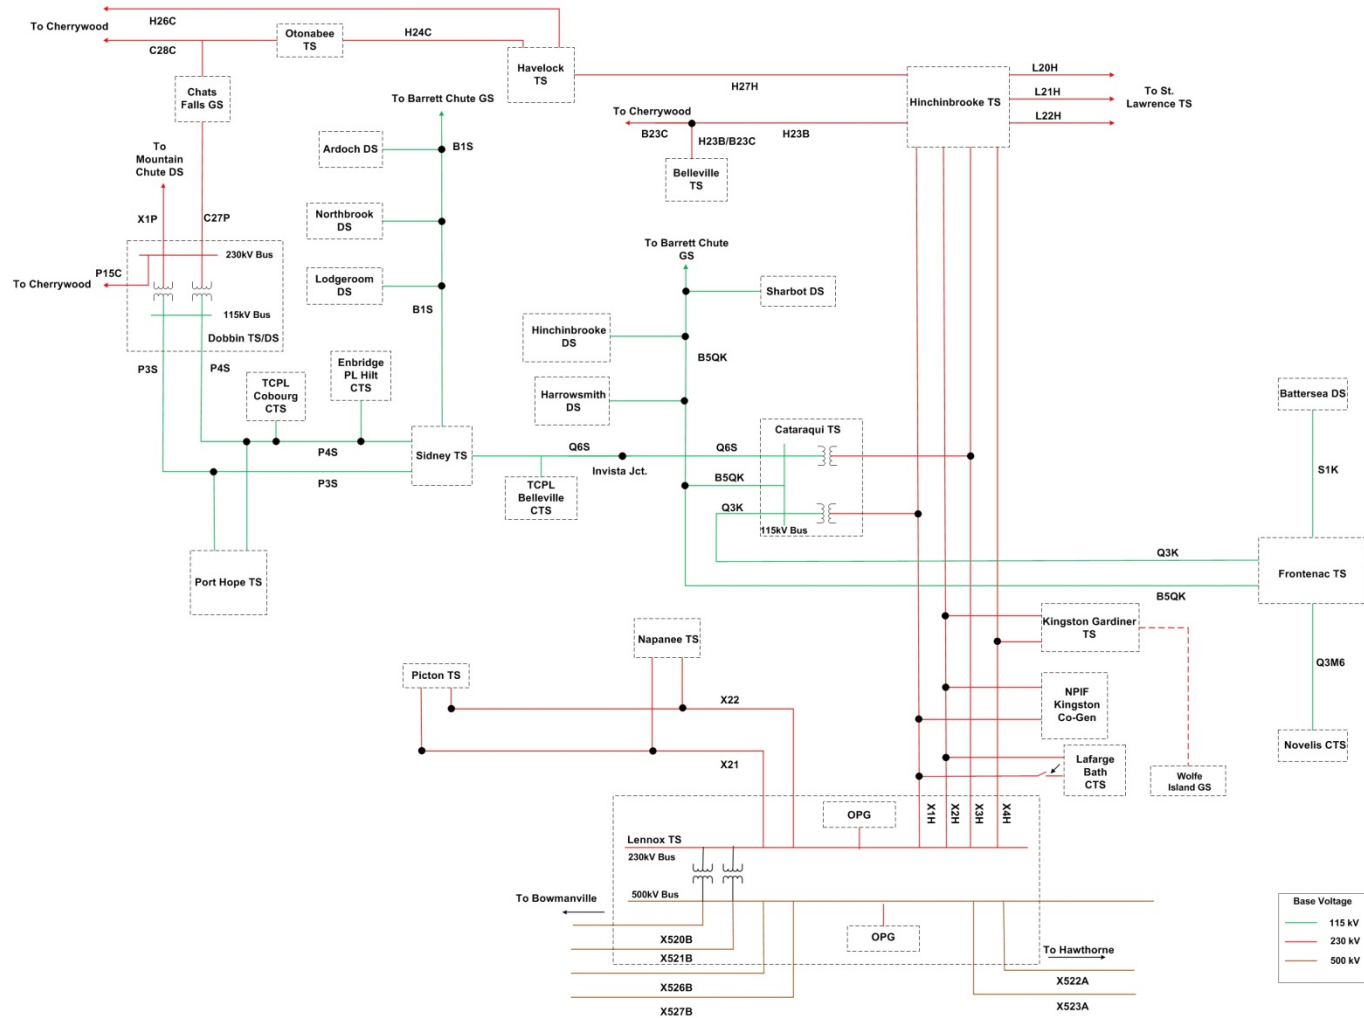 H26C
To Cherrywood
C28C
Otonabee
TS
H24C
Havelock
TS
H27H
Hinchinbrooke TS
L20H
L21H
L22H
To St.
Lawrence TS
Chats
Falls GS
To Barrett Chute GS
To Cherrywood
B23C
H23B/B23C
H23B
Belleville
TS
To
Mountain
Chute DS
Ardoch DS
B1S
X1P
C27P
Northbrook
DS
230kV Bus
P15C
To Cherrywood
115kV Bus
Dobbin TS/DS
Lodgeroom
DS
B1S
To Barrett Chute
GS
Sharbot DS
Hinchinbrooke
DS
B5QK
Harrowsmith
DS
P3S
P4S
TCPL
Cobourg
CTS
Enbridge
PL Hilt
CTS
P4S
P3S
Sidney TS
Q6S
Invista Jct.
Q6S
TCPL
Belleville
CTS
Cataraqui TS
B5QK
Q3K
115kV Bus
Battersea DS
S1K
Port Hope TS
Q3K
Frontenac TS
B5QK
Kingston Gardiner
TS
Q3M6
Napanee TS
Picton TS
X22
X21
NPIF
Kingston
Co-Gen
Lafarge
Bath
CTS
Wolfe
Island GS
Novelis CTS
X1H
X2H
X3H
X4H
OPG
Lennox TS
230kV Bus
500kV Bus
To Bowmanville
OPG
X520B
X521B
X526B
X527B
To Hawthorne
X522A
X523A
Base Voltage
115 kV
230 kV
500 kV